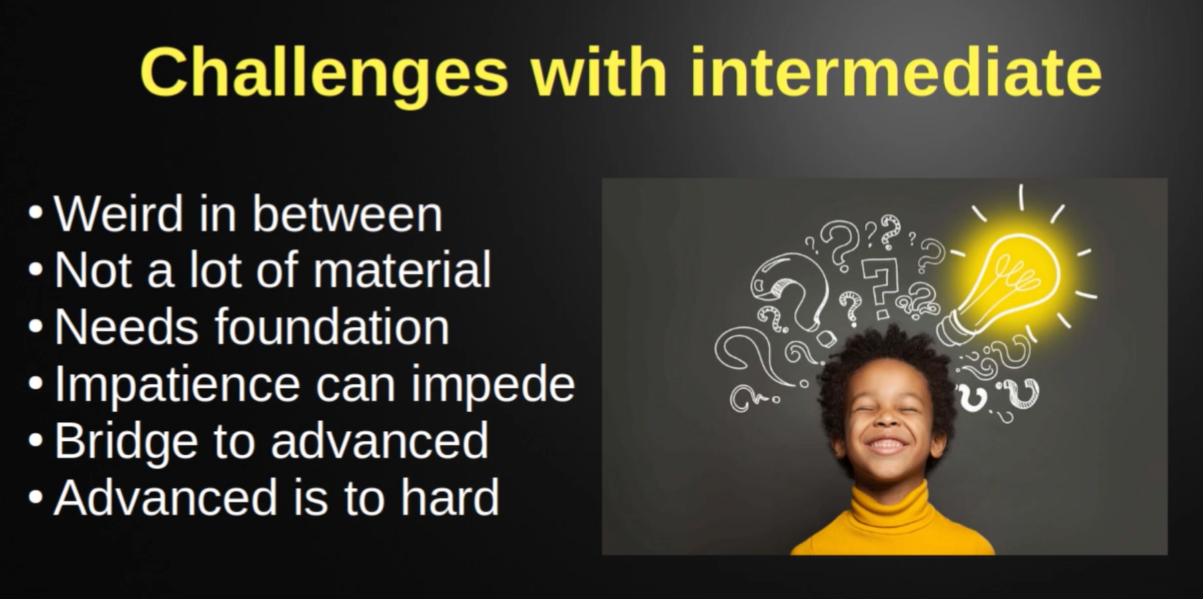 Challenges with intermediate
• Weird in between
• Not a lot of material
• Needs foundation
• Impatience can impede
• Bridge to advanced
• Advanced is to hard